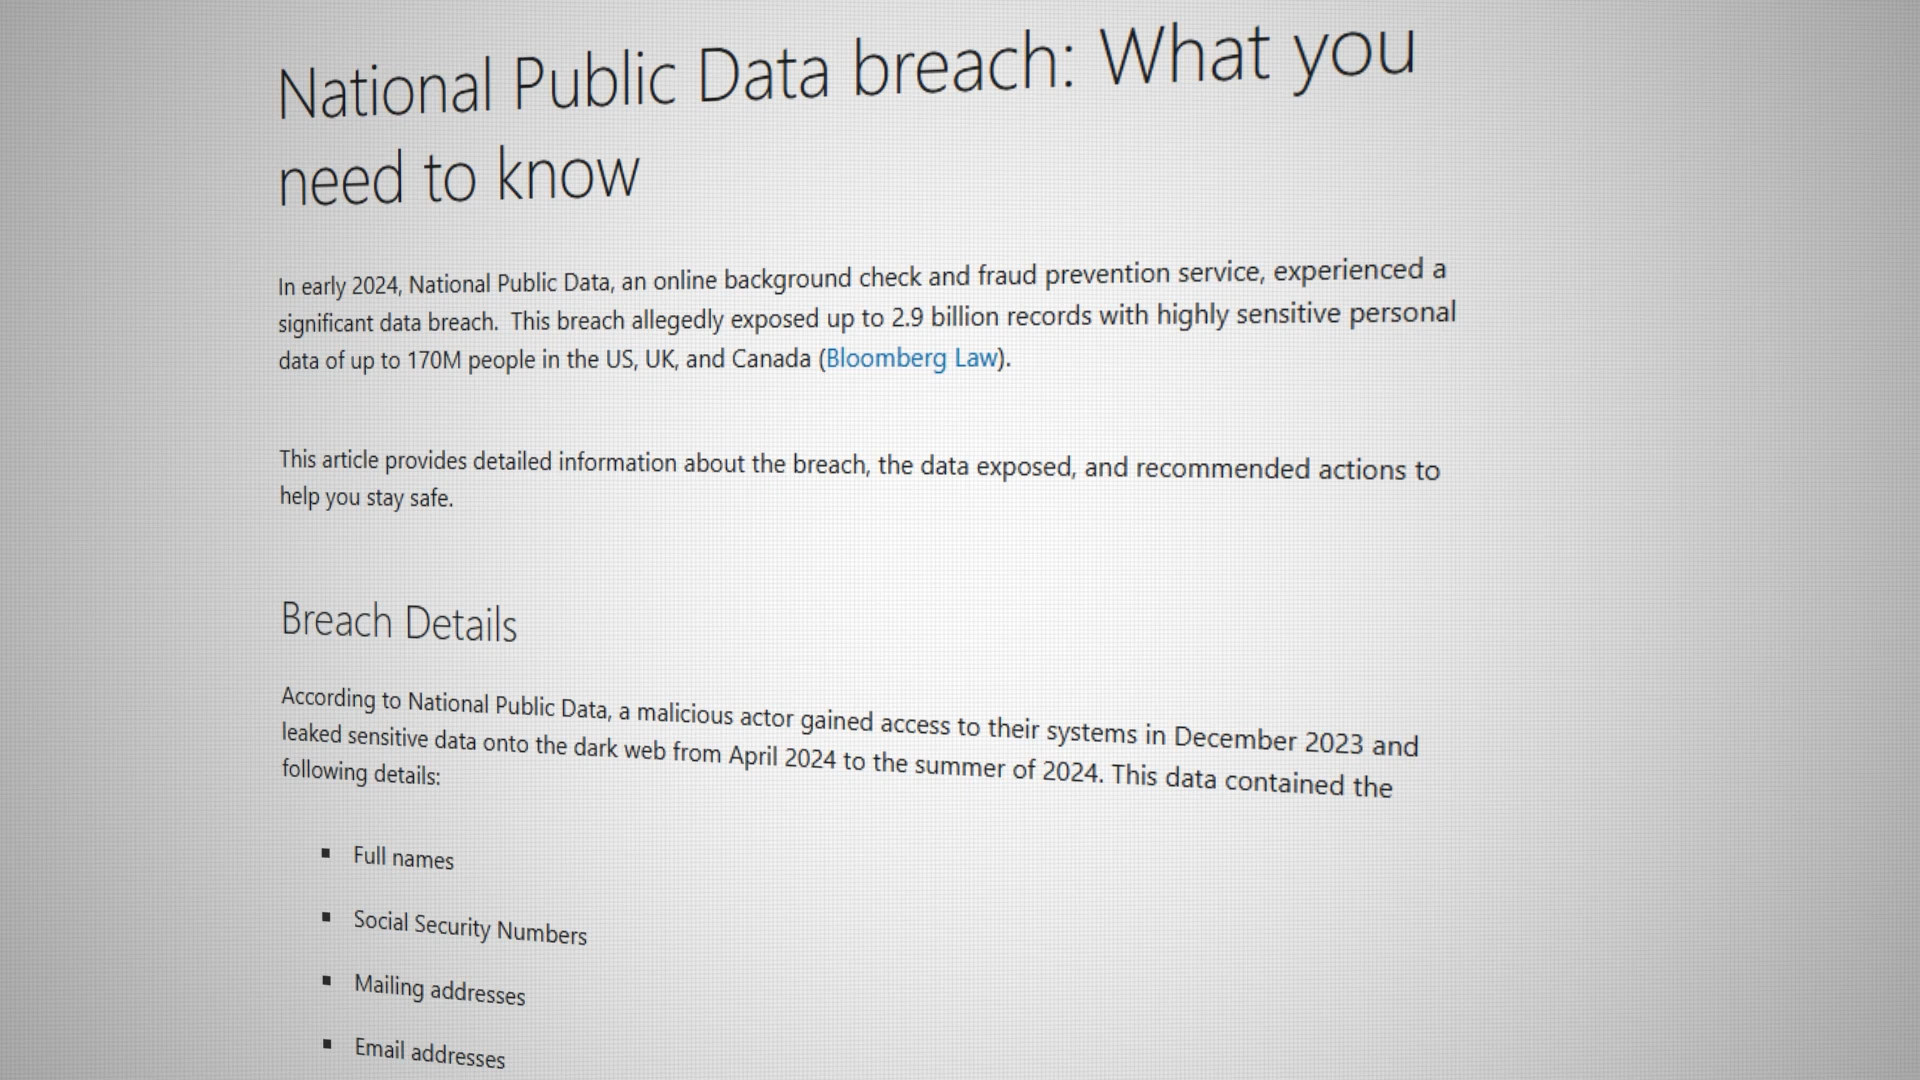 National Public Data breach: What you
need to know
In early 2024, National Public Data, an online background check and fraud prevention service, experienced a
significant data breach. This breach allegedly exposed up to 2.9 billion records with highly sensitive personal
data of up to 170M people in the US, UK, and Canada (Bloomberg Law).
This article provides detailed information about the breach, the data exposed, and recommended actions to
help you stay safe.
Breach Details
According to National Public Data, a malicious actor gained access to their systems in December 2023 and
leaked sensitive data onto the dark web from April 2024 to the summer of 2024. This data contained the
following details:
▪ Full names
▪ Social Security Numbers
▪ Mailing addresses
▪ Email addresses